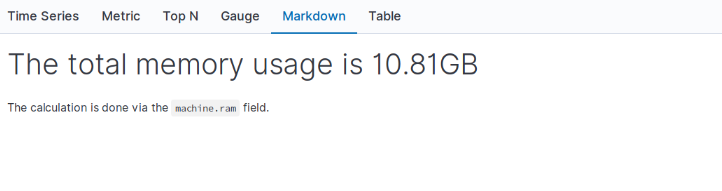 Time Series Metric Top N Gauge Markdown Table
The total memory usage is 10.81GB
The calculation is done via the machine.ram field.